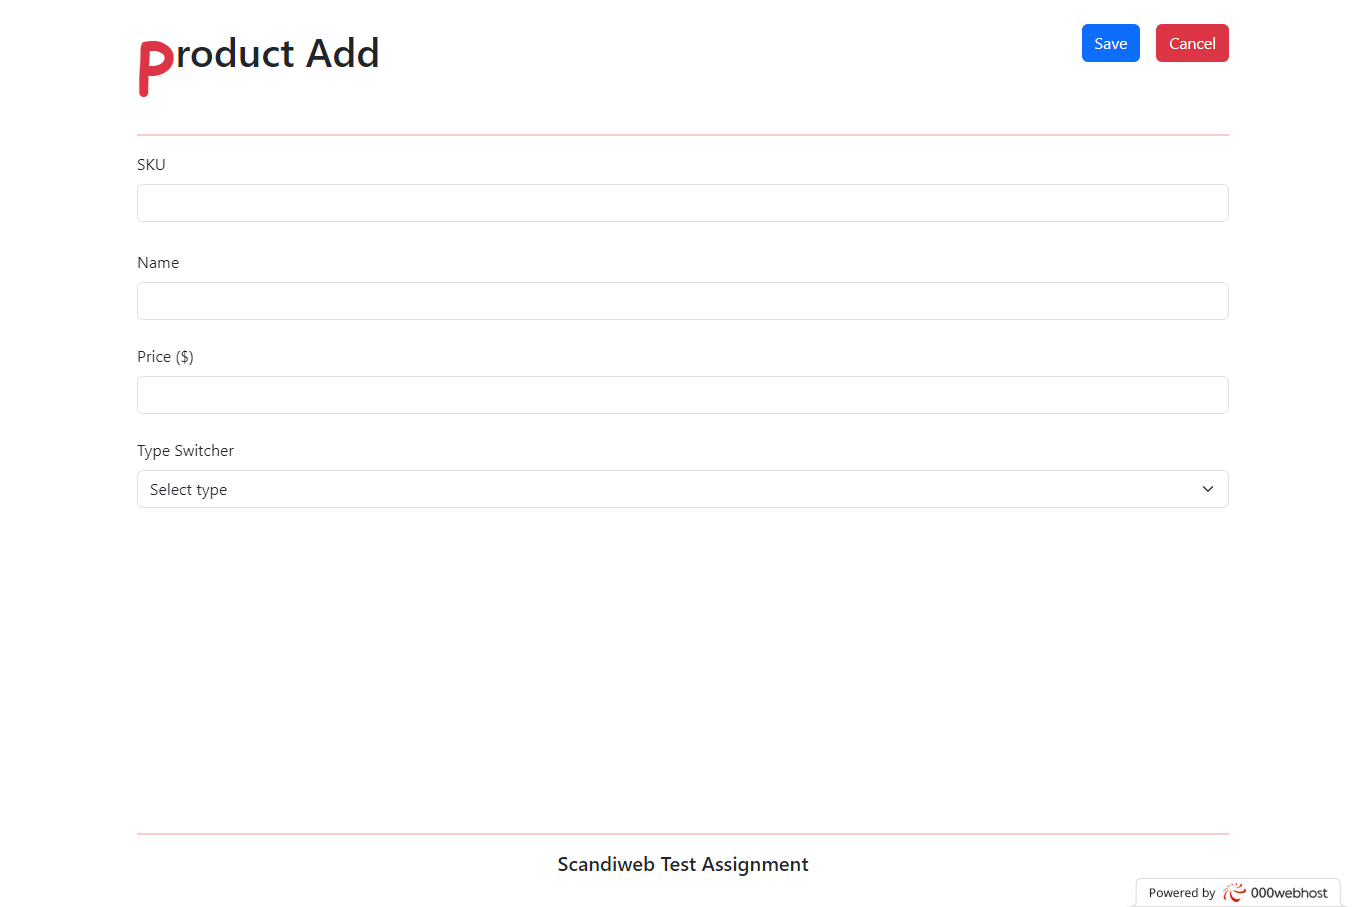 Product Add
Save
Cancel
SKU
Name
Price ($)
Type Switcher
Select type
Scandiweb Test Assignment
Powered by 000webhost